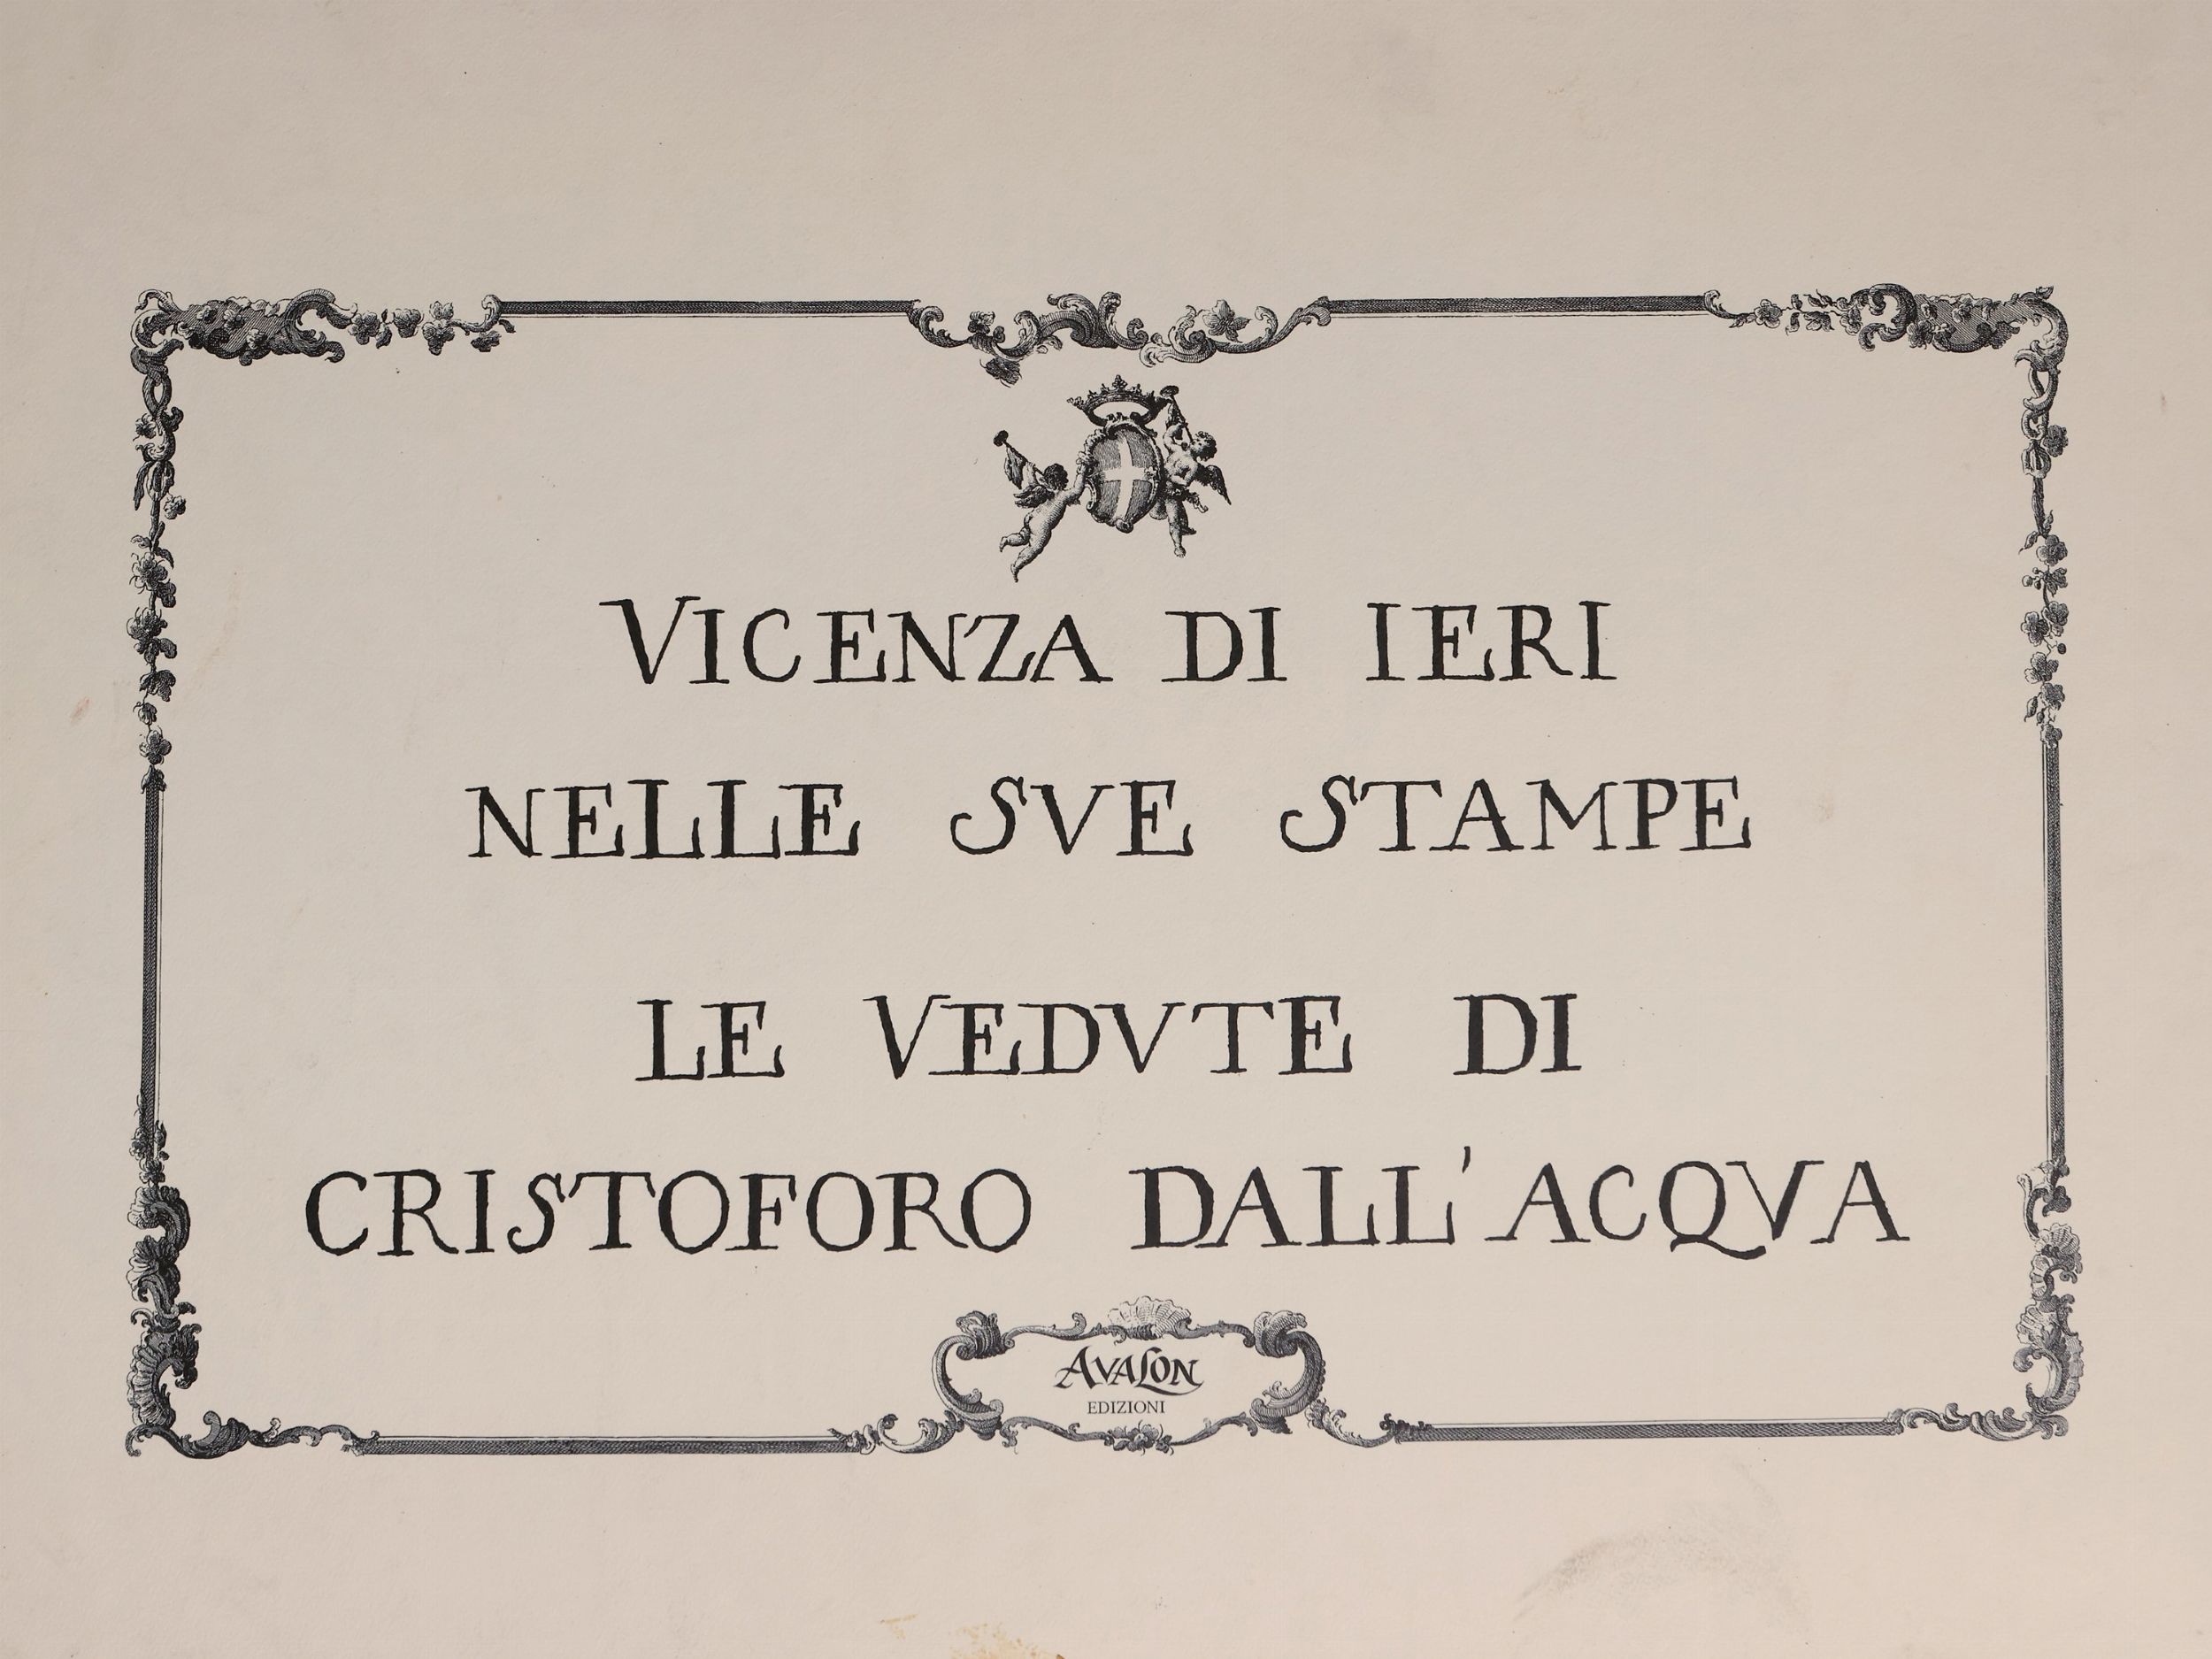 VICENZA DI IERI
NELLE SVE STAMPE
LE VEDVTE DI
CRISTOFORO DALL'ACQVA
AVALON
EDIZIONI